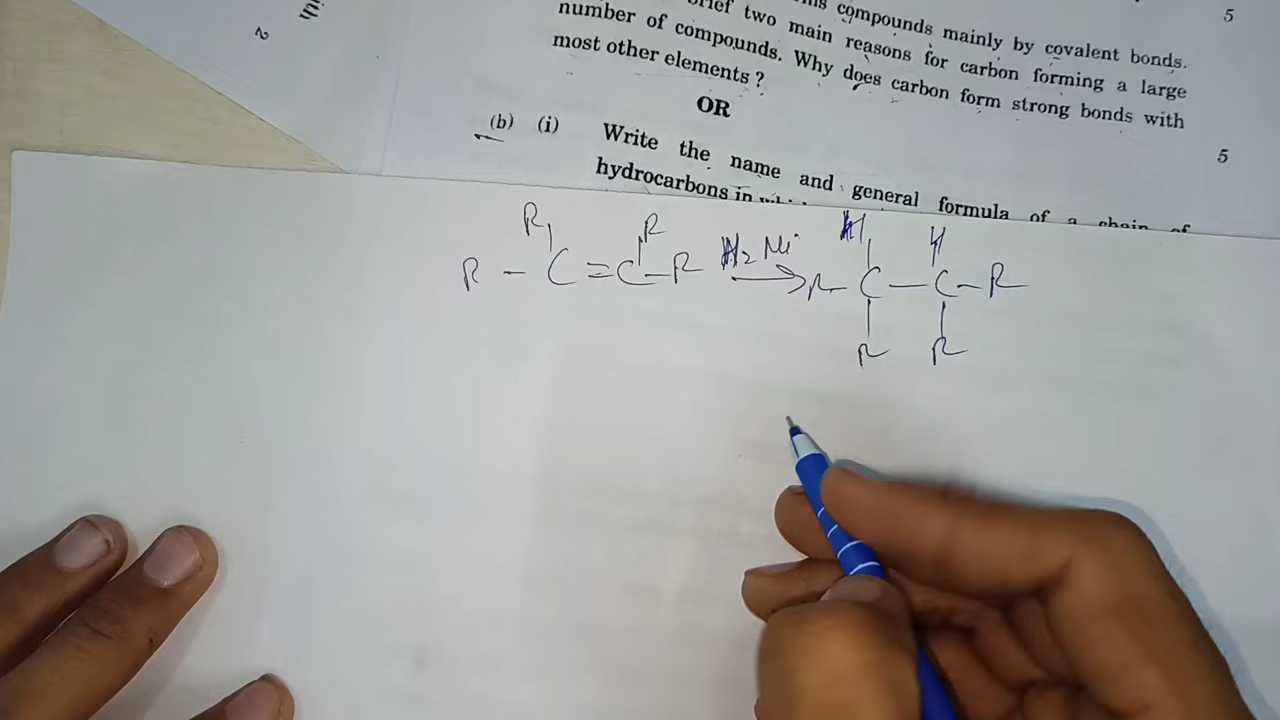 compounds mainly by covalent bonds. 5
brief two main reasons for carbon forming a large
number of compounds. Why does carbon form strong bonds with
most other elements ?
OR
(b) (i) Write the name and general formula of a chain of 5
hydrocarbons in
2
R R H H
R - C = C - R H2 Ni → R - C - C - R
R R